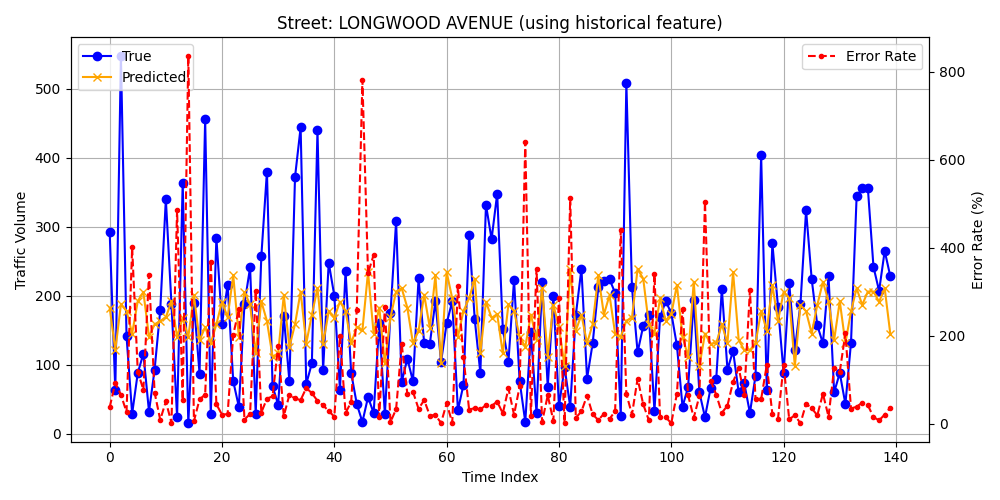 Street: LONGWOOD AVENUE (using historical feature)
True
Predicted
Error Rate
Traffic Volume
500
400
300
200
100
0
800
600
400
200
0
Error Rate (%)
0 20 40 60 80 100 120 140
Time Index